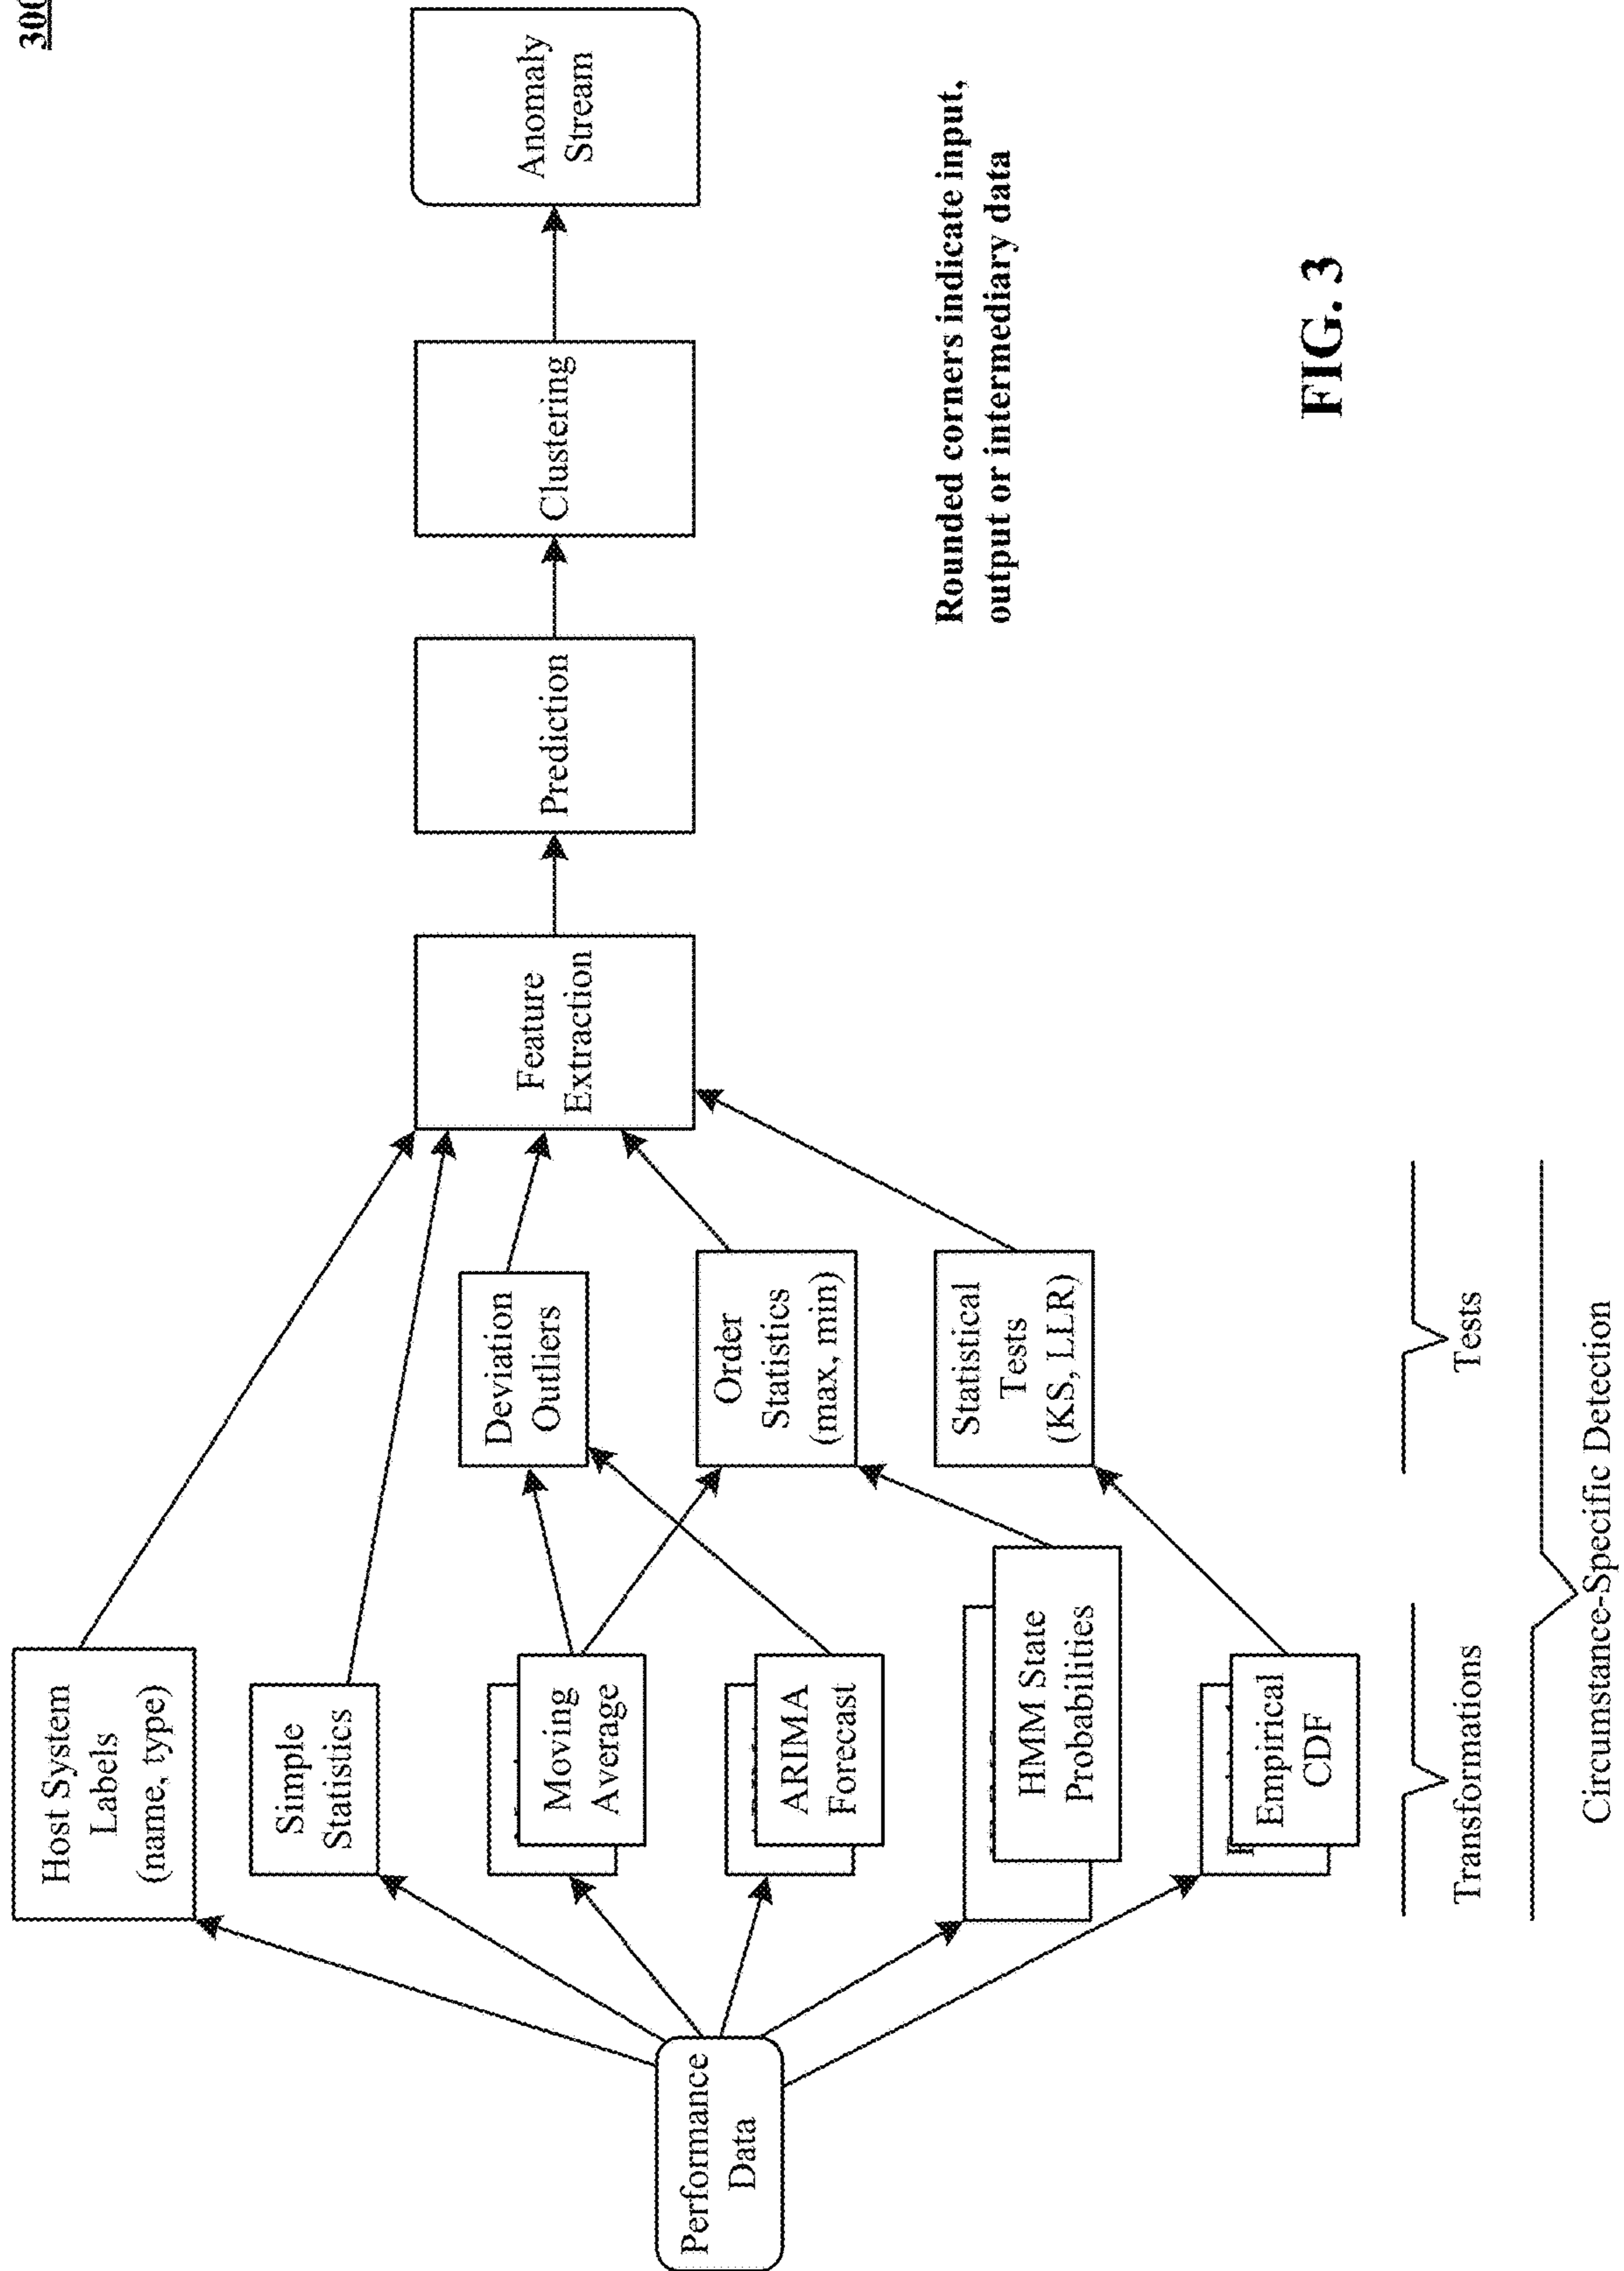 300
Performance
Data
Host System
Labels
(name, type)
Simple
Statistics
Moving
Average
ARIMA
Forecast
HMM State
Probabilities
Empirical
CDF
Deviation
Outliers
Order
Statistics
(max, min)
Statistical
Tests
(KS, LLR)
Feature
Extraction
Prediction
Clustering
Anomaly
Stream
Transformations
Tests
Circumstance-Specific Detection
Rounded corners indicate input,
output or intermediary data
FIG. 3